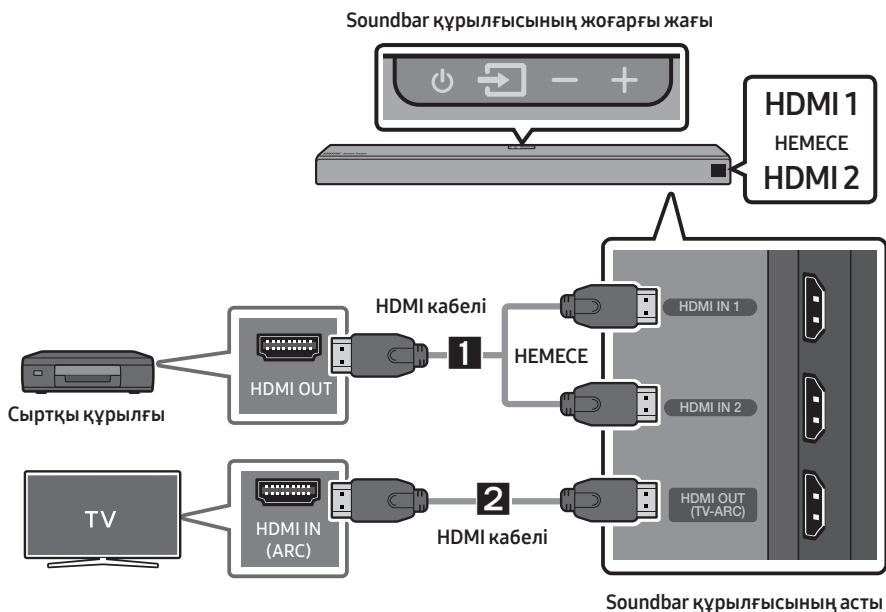 Soundbar құрылғысының жоғарғы жағы
HDMI 1
НЕМЕСЕ
HDMI 2
HDMI кабелі
HDMI IN 1
1
НЕМЕСЕ
HDMI OUT
HDMI IN 2
Сыртқы құрылғы
TV
HDMI IN
(ARC)
2
HDMI кабелі
HDMI OUT
(TV-ARC)
Soundbar құрылғысының асты